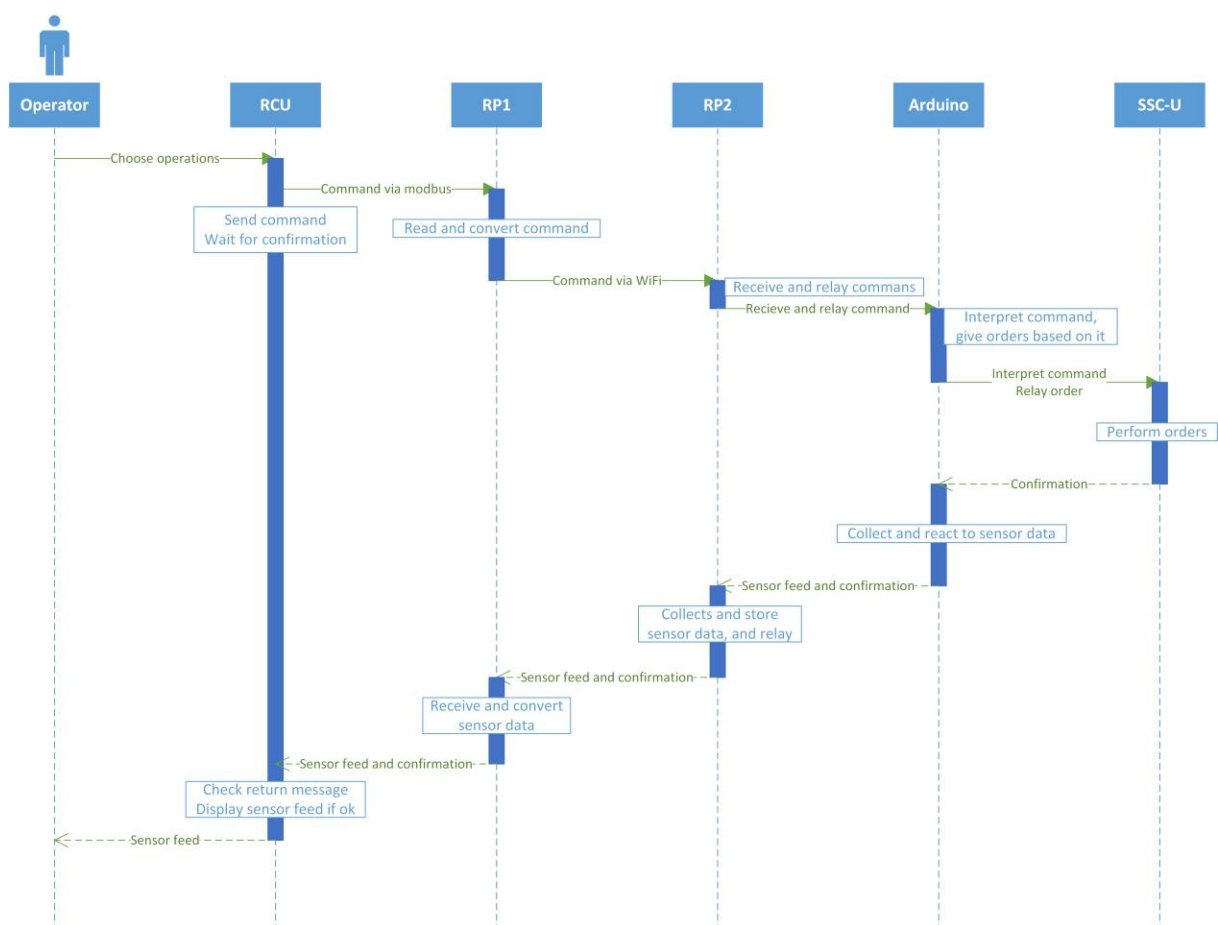 Operator
RCU
RP1
RP2
Arduino
SSC-U
Choose operations
Command via modbus
Send command
Wait for confirmation
Read and convert command
Command via WiFi
Receive and relay commans
Recieve and relay command
Interpret command,
give orders based on it
Interpret command
Relay order
Perform orders
Confirmation
Collect and react to sensor data
Sensor feed and confirmation
Collects and store
sensor data, and relay
Sensor feed and confirmation
Receive and convert
sensor data
Sensor feed and confirmation
Check return message
Display sensor feed if ok
Sensor feed